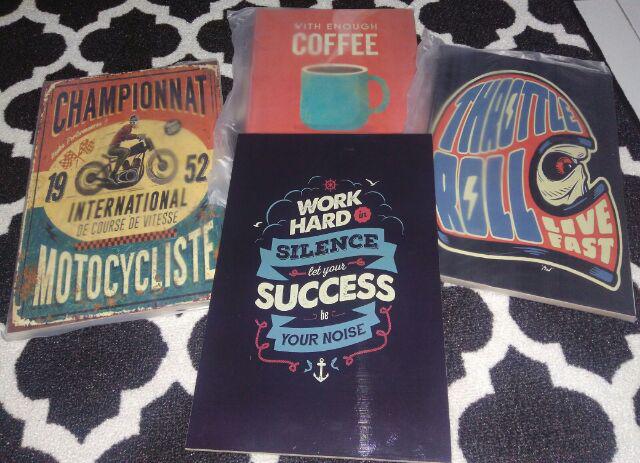 CHAMPIONNAT
19 52
INTERNATIONAL
DE COURSE DE VITESSE
MOTOCYCLISTE
WITH ENOUGH
COFFEE
THROTTLE
ROLL
LIVE
FAST
WORK
HARD in
SILENCE
let your
SUCCESS
be
YOUR NOISE